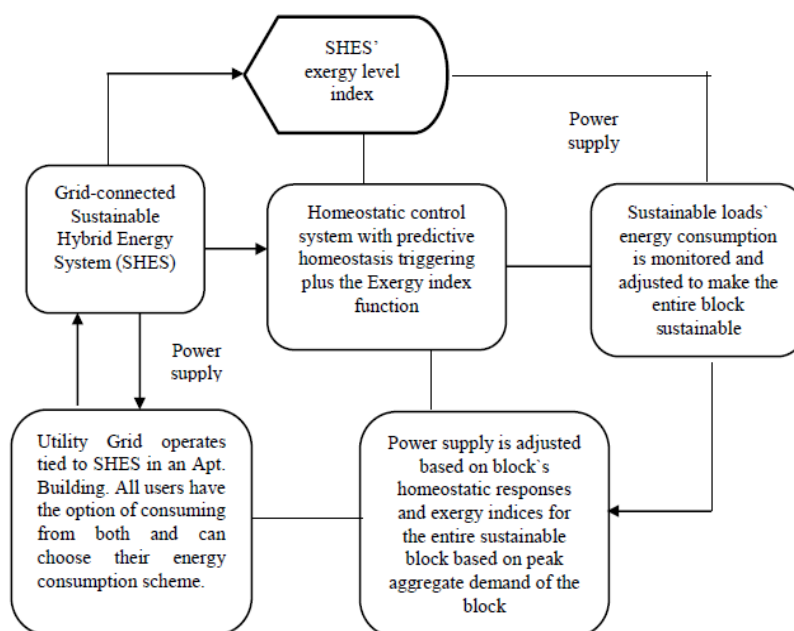 SHES’
exergy level
index
Power
supply
Grid-connected
Sustainable
Hybrid Energy
System (SHES)
Homeostatic control
system with predictive
homeostasis triggering
plus the Exergy index
function
Sustainable loads`
energy consumption
is monitored and
adjusted to make the
entire block
sustainable
Power
supply
Utility Grid operates
tied to SHES in an Apt.
Building. All users have
the option of consuming
from both and can
choose their energy
consumption scheme.
Power supply is adjusted
based on block`s
homeostatic responses
and exergy indices for
the entire sustainable
block based on peak
aggregate demand of the
block